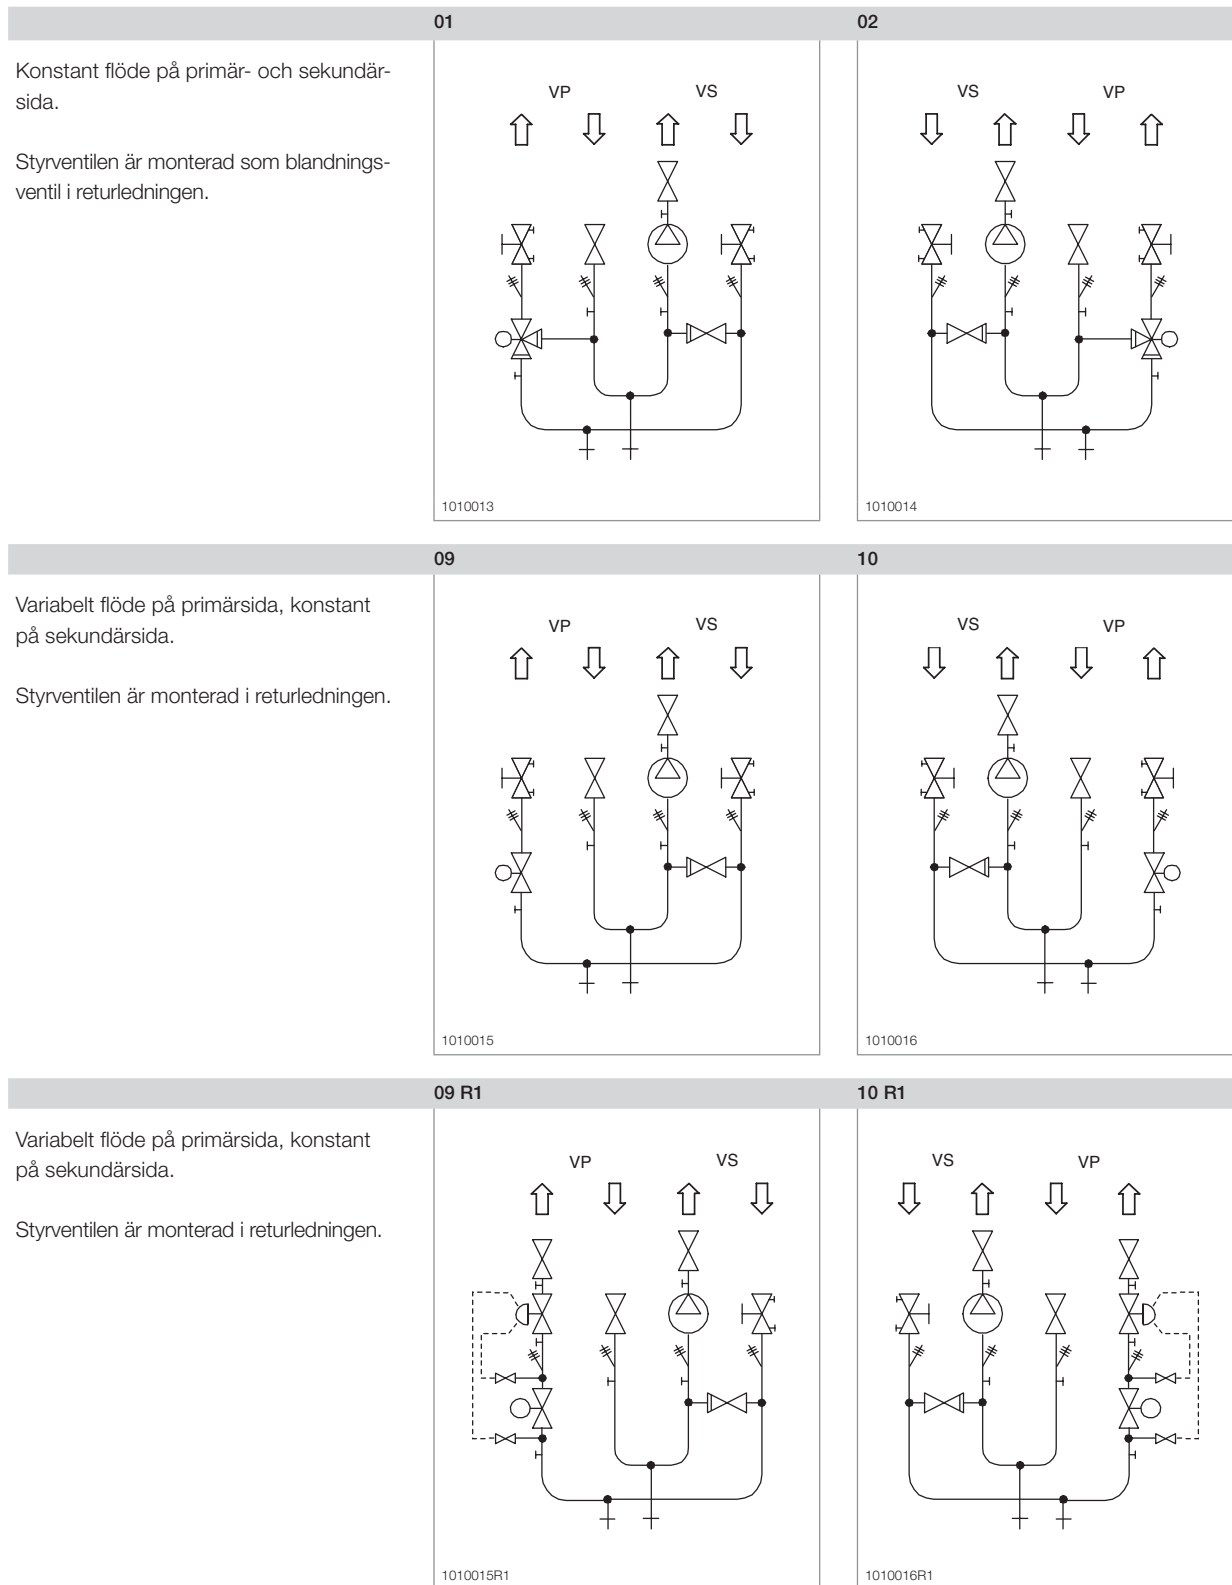 01 02
Konstant flöde på primär- och sekundär-
sida.
Styrventilen är monterad som blandnings-
ventil i returledningen.
VP VS
VS VP
1010013
1010014
09 10
Variabelt flöde på primärsida, konstant
på sekundärsida.
Styrventilen är monterad i returledningen.
VP VS
VS VP
1010015
1010016
09 R1 10 R1
Variabelt flöde på primärsida, konstant
på sekundärsida.
Styrventilen är monterad i returledningen.
VP VS
VS VP
1010015R1
1010016R1